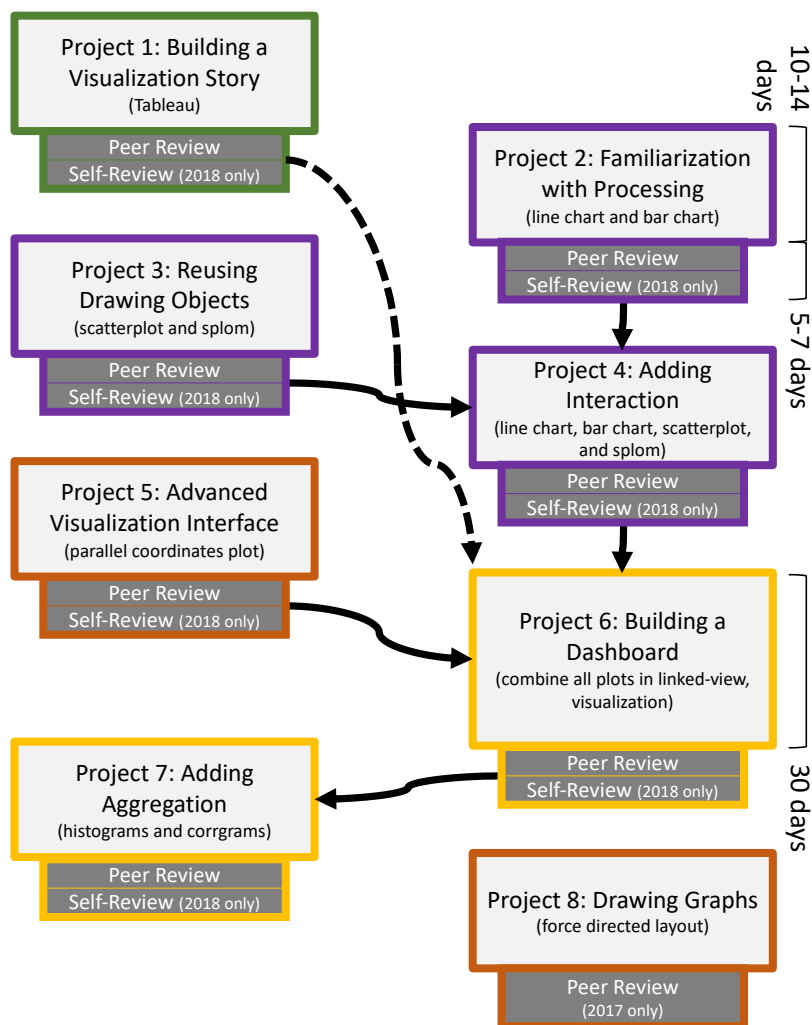 Project 1: Building a
Visualization Story
(Tableau)
Peer Review
Self-Review (2018 only)
10-14
days
Project 2: Familiarization
with Processing
(line chart and bar chart)
Peer Review
Self-Review (2018 only)
5-7 days
Project 3: Reusing
Drawing Objects
(scatterplot and splom)
Peer Review
Self-Review (2018 only)
Project 4: Adding
Interaction
(line chart, bar chart, scatterplot,
and splom)
Peer Review
Self-Review (2018 only)
Project 5: Advanced
Visualization Interface
(parallel coordinates plot)
Peer Review
Self-Review (2018 only)
Project 6: Building a
Dashboard
(combine all plots in linked-view,
visualization)
Peer Review
Self-Review (2018 only)
30 days
Project 7: Adding
Aggregation
(histograms and corrgrams)
Peer Review
Self-Review (2018 only)
Project 8: Drawing Graphs
(force directed layout)
Peer Review
(2017 only)